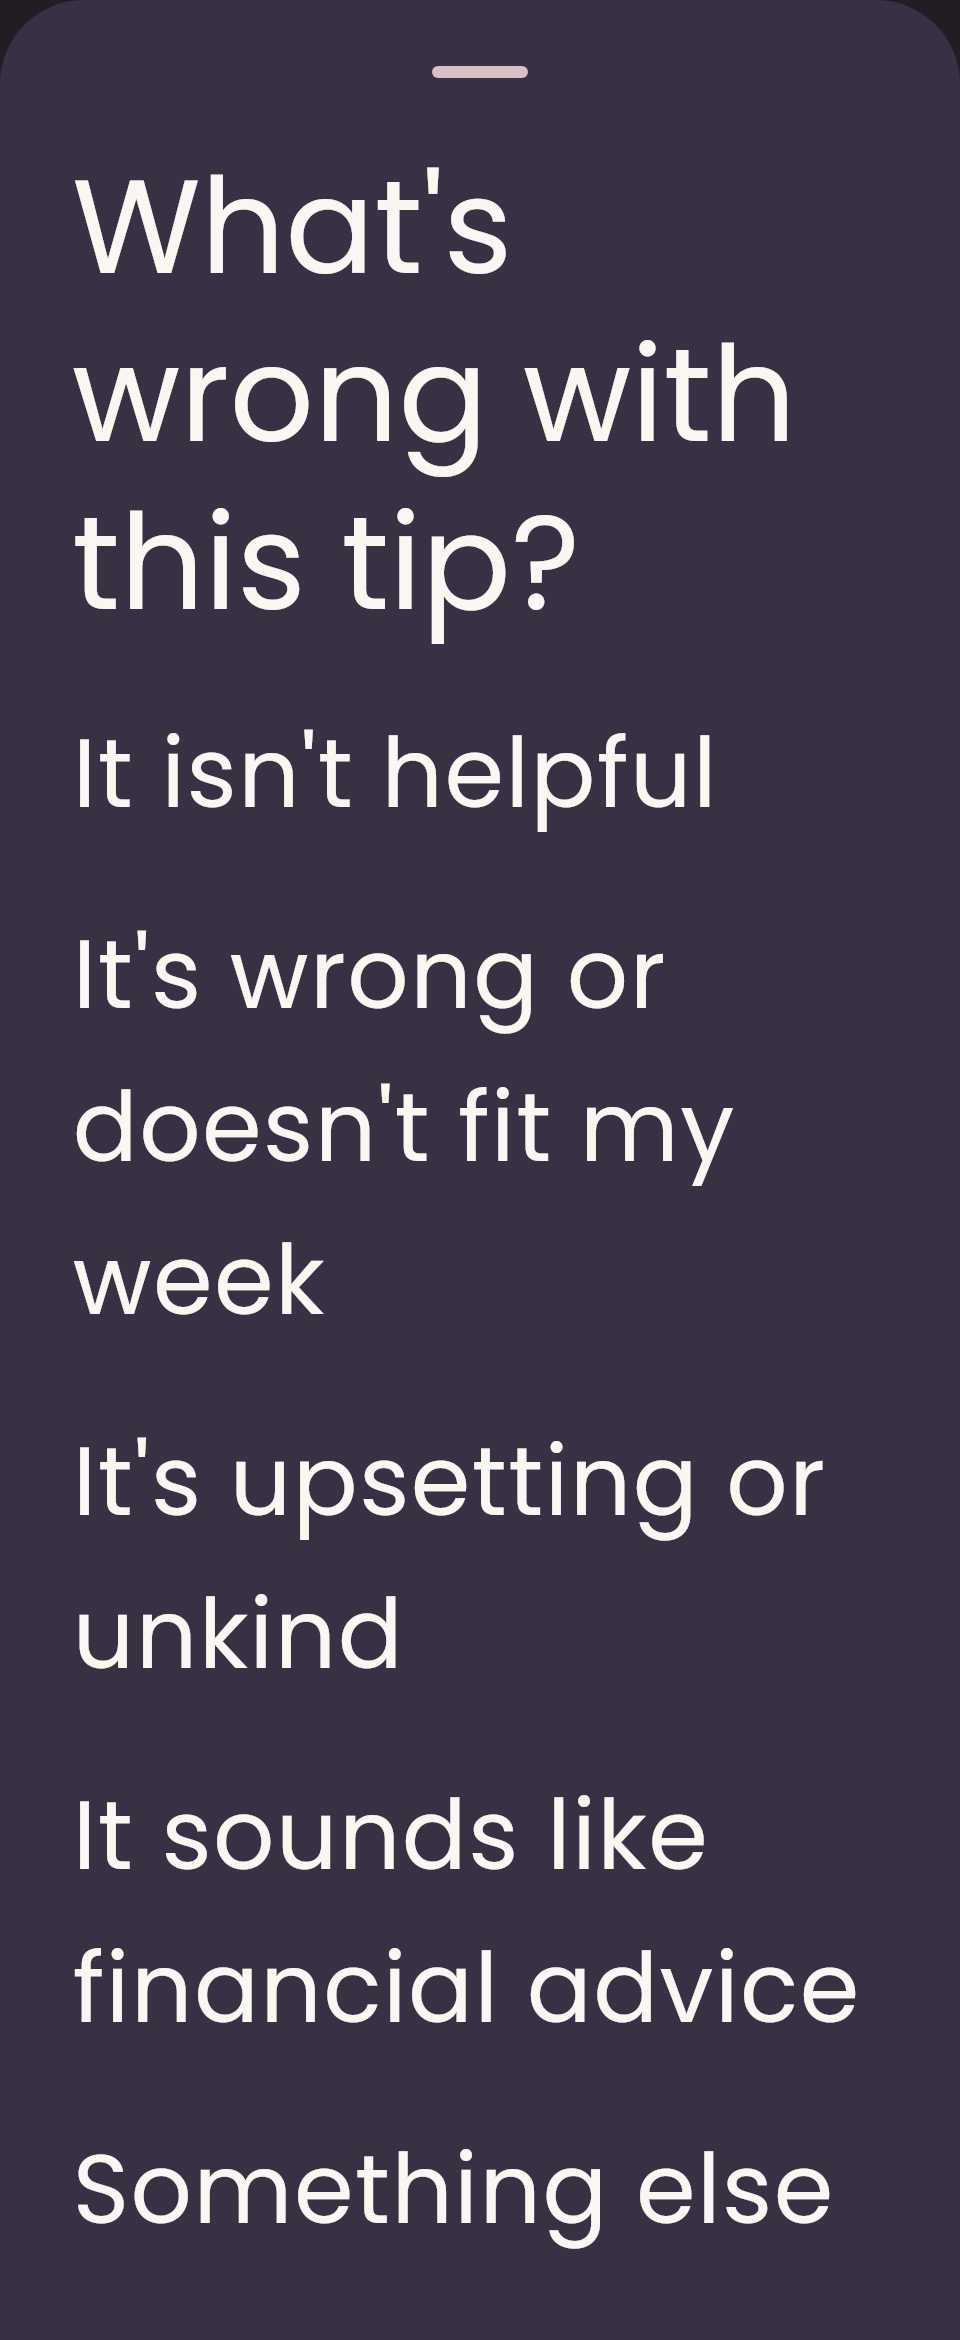 What's
wrong with
this tip?
It isn't helpful
It's wrong or
doesn't fit my
week
It's upsetting or
unkind
It sounds like
financial advice
Something else